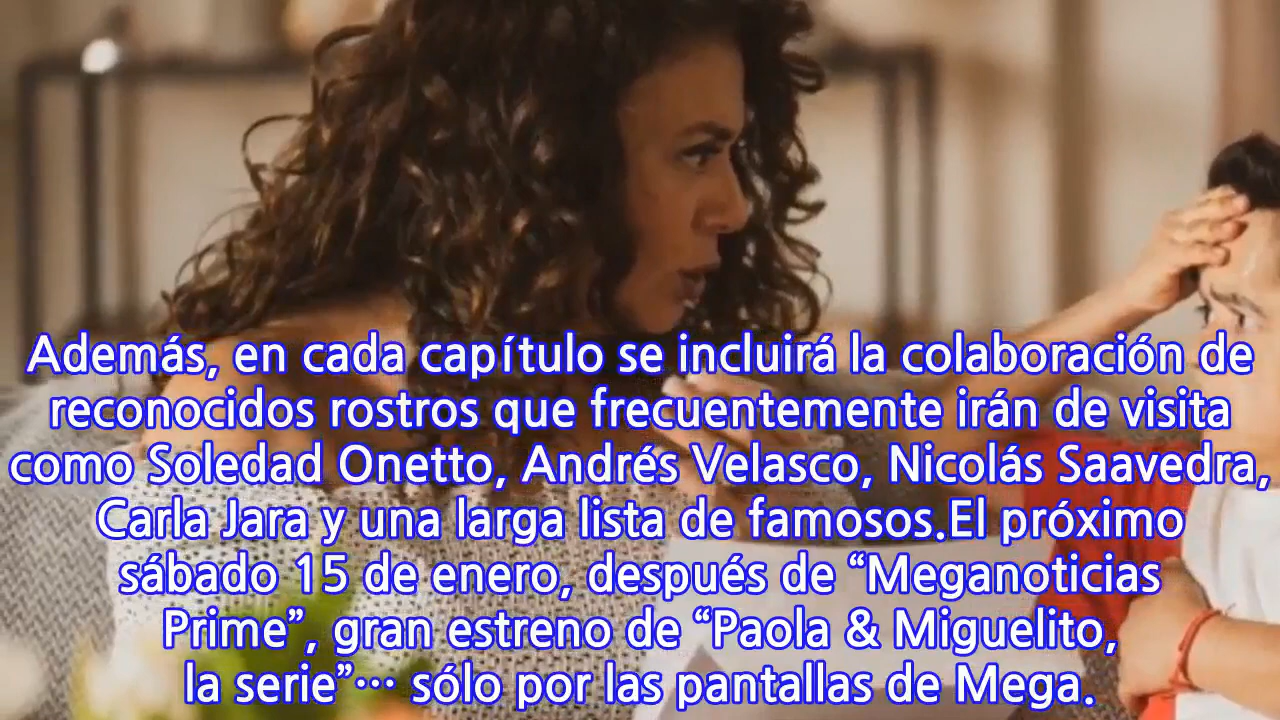 Además, en cada capítulo se incluirá la colaboración de
reconocidos rostros que frecuentemente irán de visita
como Soledad Onetto, Andrés Velasco, Nicolás Saavedra,
Carla Jara y una larga lista de famosos.El próximo
sábado 15 de enero, después de “Meganoticias
Prime”, gran estreno de “Paola & Miguelito,
la serie”… sólo por las pantallas de Mega.